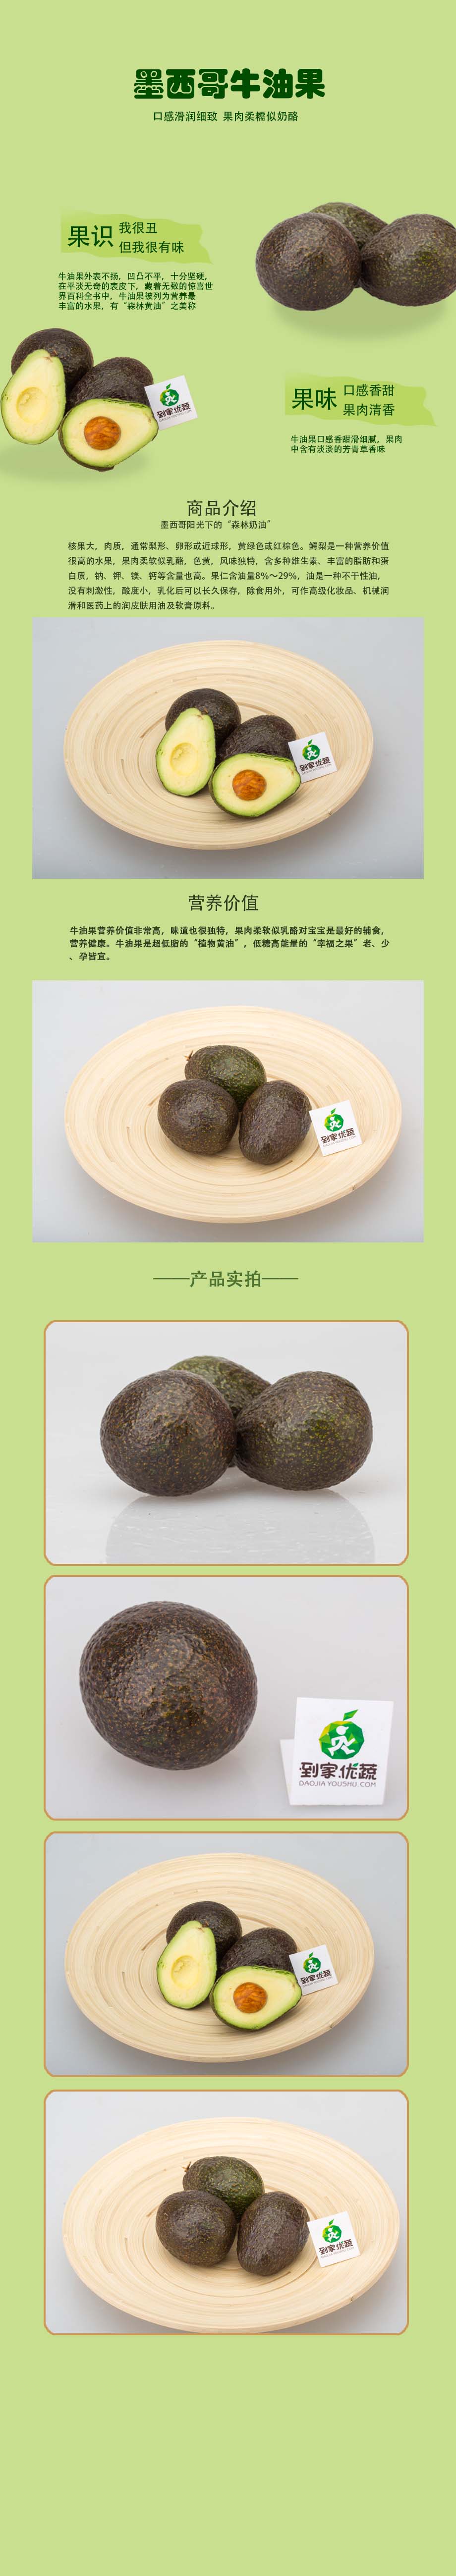 墨西哥牛油果
口感滑润细致 果肉柔糯似奶酪
果识
我很丑
但我很有味
牛油果外表不扬，凹凸不平，十分坚硬，
在平淡无奇的表皮下，藏着无数的惊喜世
界百科全书中，牛油果被列为营养最
丰富的水果，有“森林黄油”之美称
到家优蔬
果味
口感香甜
果肉清香
牛油果口感香甜滑细腻，果肉
中含有淡淡的芳青草香味
商品介绍
墨西哥阳光下的“森林奶油”
核果大，肉质，通常梨形、卵形或近球形，黄绿色或红棕色。鳄梨是一种营养价值
很高的水果，果肉柔软似乳酪，色黄，风味独特，含多种维生素、丰富的脂肪和蛋
白质，钠、钾、镁、钙等含量也高。果仁含油量8%～29%，油是一种不干性油，
没有刺激性，酸度小，乳化后可以长久保存，除食用外，可作高级化妆品、机械润
滑和医药上的润皮肤用油及软膏原料。
到家优蔬
营养价值
牛油果营养价值非常高，味道也很独特，果肉柔软似乳酪对宝宝是最好的辅食，
营养健康。牛油果是超低脂的“植物黄油”，低糖高能量的“幸福之果”老、少
、孕皆宜。
到家优蔬
——产品实拍——
到家优蔬
DAOJIA YOUSHU.COM
到家优蔬
到家优蔬